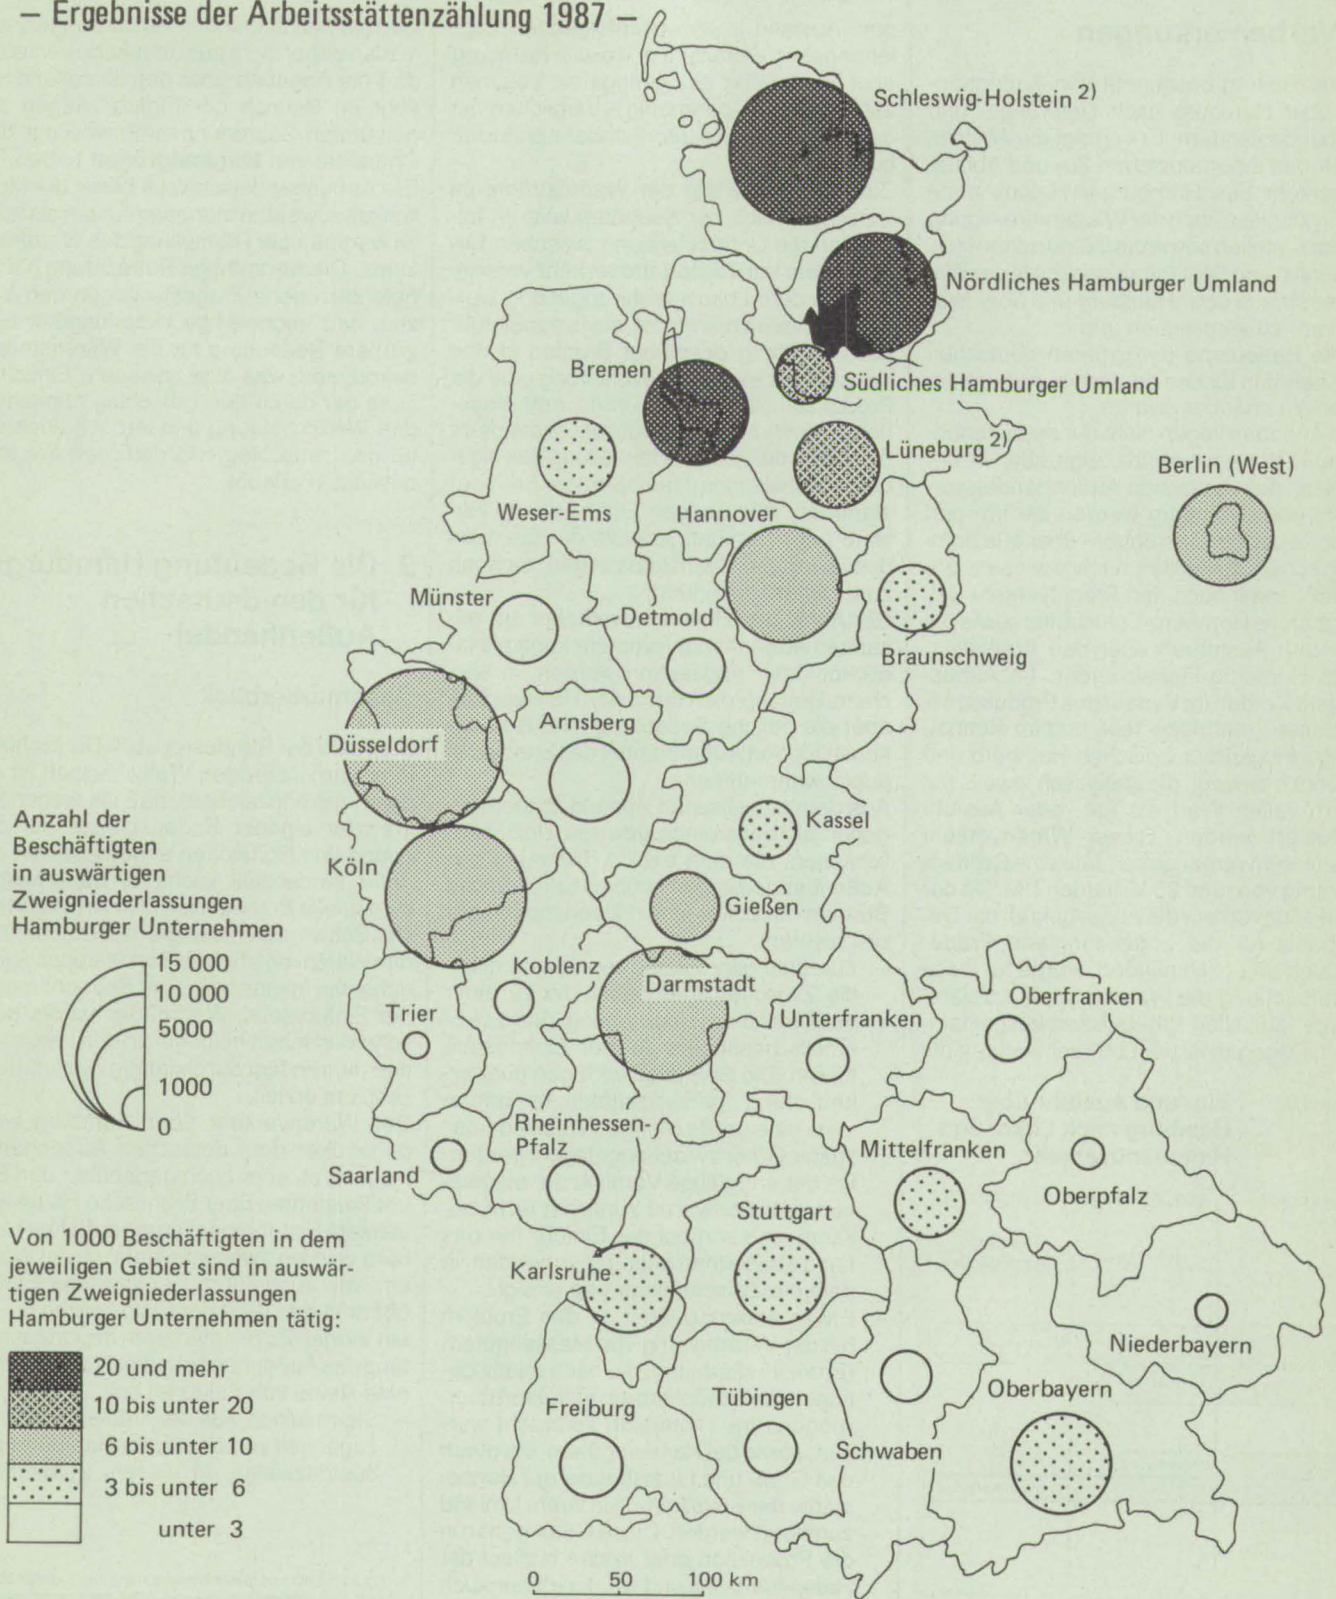 – Ergebnisse der Arbeitsstättenzählung 1987 –
Schleswig-Holstein 2)
Nördliches Hamburger Umland
Bremen
Südliches Hamburger Umland
Lüneburg 2)
Berlin (West)
Weser-Ems
Hannover
Münster
Detmold
Braunschweig
Arnsberg
Düsseldorf
Kassel
Anzahl der
Beschäftigten
in auswärtigen
Zweigniederlassungen
Hamburger Unternehmen
Köln
Gießen
15 000
10 000
5000
1000
0
Koblenz
Darmstadt
Oberfranken
Trier
Unterfranken
Rheinhessen-
Pfalz
Mittelfranken
Saarland
Oberpfalz
Stuttgart
Von 1000 Beschäftigten in dem
jeweiligen Gebiet sind in auswär-
tigen Zweigniederlassungen
Hamburger Unternehmen tätig:
Karlsruhe
Niederbayern
20 und mehr
10 bis unter 20
6 bis unter 10
3 bis unter 6
unter 3
Freiburg
Tübingen
Oberbayern
Schwaben
0 50 100 km